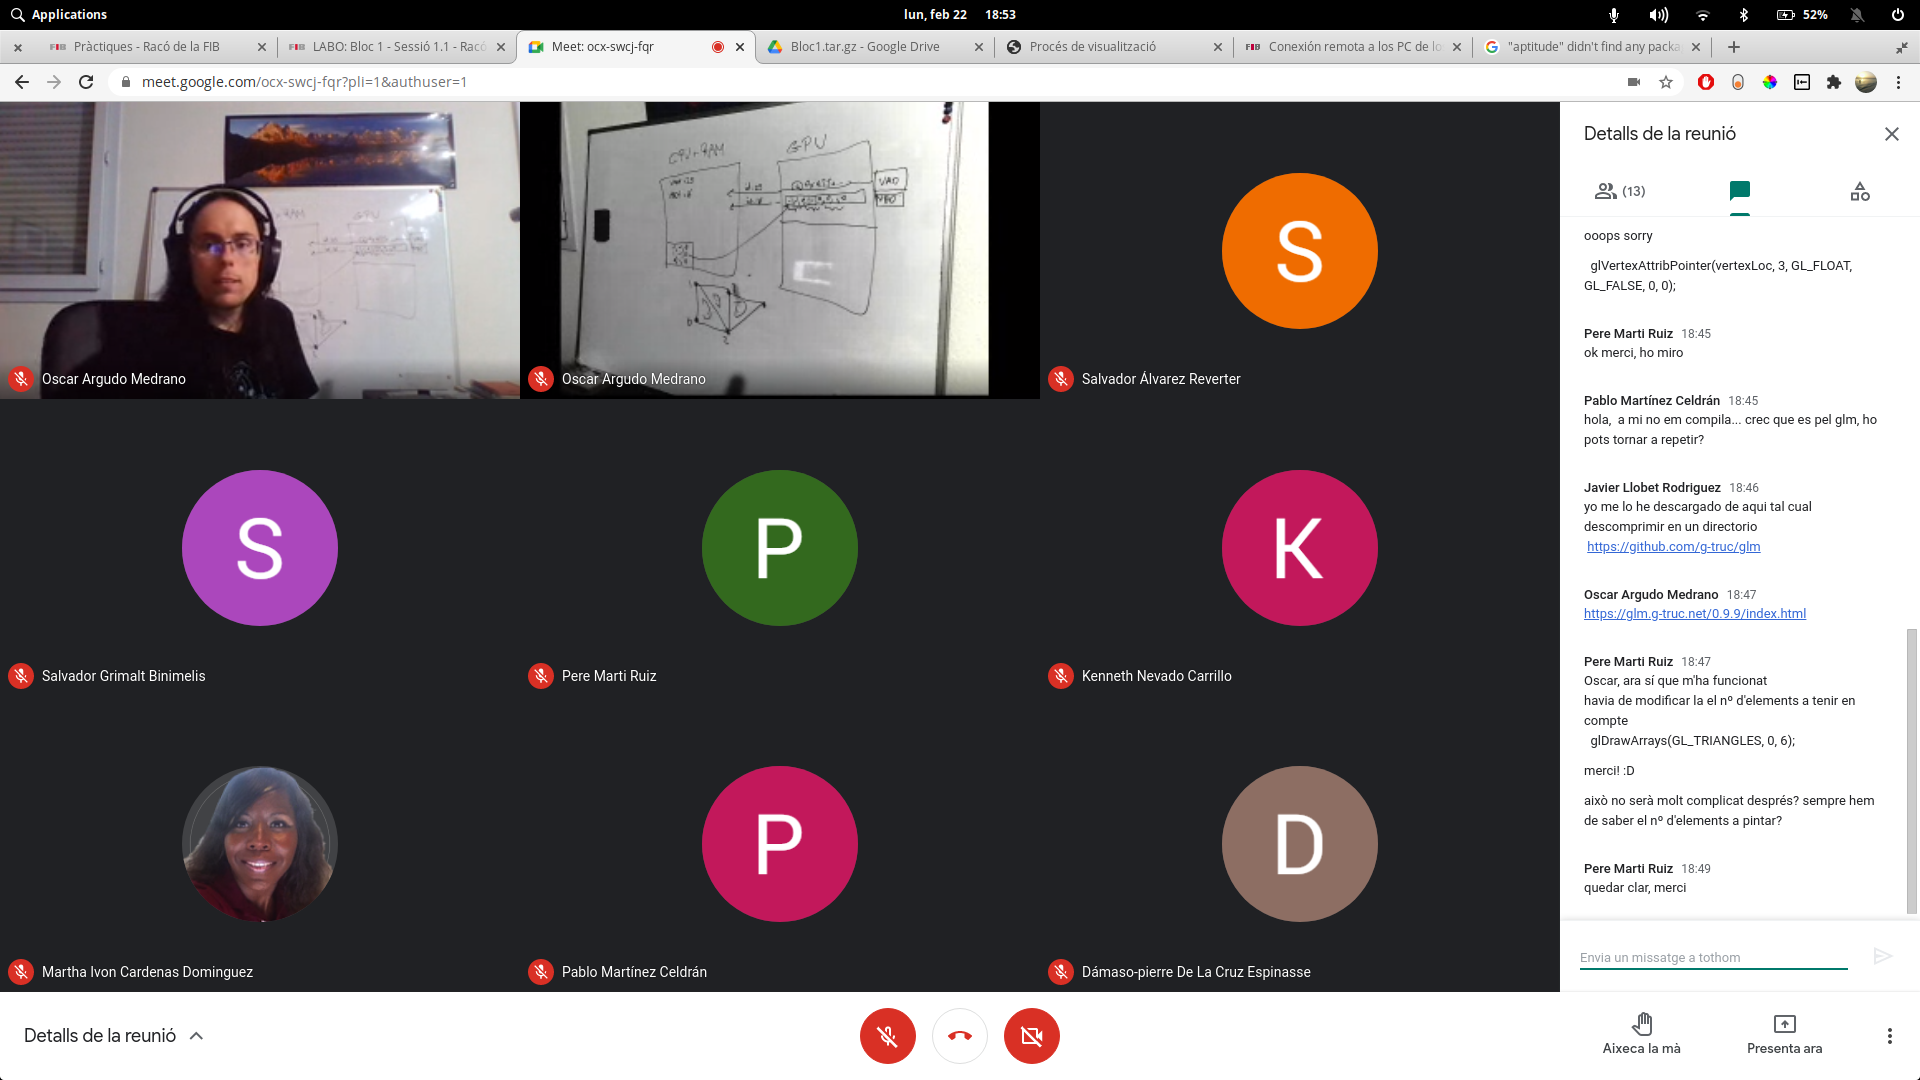 Applications
lun, feb 22 18:53
52%
Pràctiques - Racó de la FIB
LABO: Bloc 1 - Sessió 1.1 - Racó
Meet: ocx-swcj-fqr
Bloc1.tar.gz - Google Drive
Procés de visualització
Conexión remota a los PC de lo
"aptitude" didn't find any packa
meet.google.com/ocx-swcj-fqr?pli=1&authuser=1
CPU+RAM
GPU
VAO
VBO
Oscar Argudo Medrano
Oscar Argudo Medrano
S
Salvador Álvarez Reverter
S
Salvador Grimalt Binimelis
P
Pere Marti Ruiz
K
Kenneth Nevado Carrillo
Martha Ivon Cardenas Dominguez
P
Pablo Martínez Celdrán
D
Dámaso-pierre De La Cruz Espinasse
Detalls de la reunió
(13)
ooops sorry
glVertexAttribPointer(vertexLoc, 3, GL_FLOAT,
GL_FALSE, 0, 0);
Pere Marti Ruiz 18:45
ok merci, ho miro
Pablo Martínez Celdrán 18:45
hola, a mi no em compila... crec que es pel glm, ho
pots tornar a repetir?
Javier Llobet Rodriguez 18:46
yo me lo he descargado de aqui tal cual
descomprimir en un directorio
https://github.com/g-truc/glm
Oscar Argudo Medrano 18:47
https://glm.g-truc.net/0.9.9/index.html
Pere Marti Ruiz 18:47
Oscar, ara sí que m'ha funcionat
havia de modificar la el nº d'elements a tenir en
compte
glDrawArrays(GL_TRIANGLES, 0, 6);
merci! :D
això no serà molt complicat després? sempre hem
de saber el nº d'elements a pintar?
Pere Marti Ruiz 18:49
quedar clar, merci
Envia un missatge a tothom
Detalls de la reunió
Aixeca la mà
Presenta ara